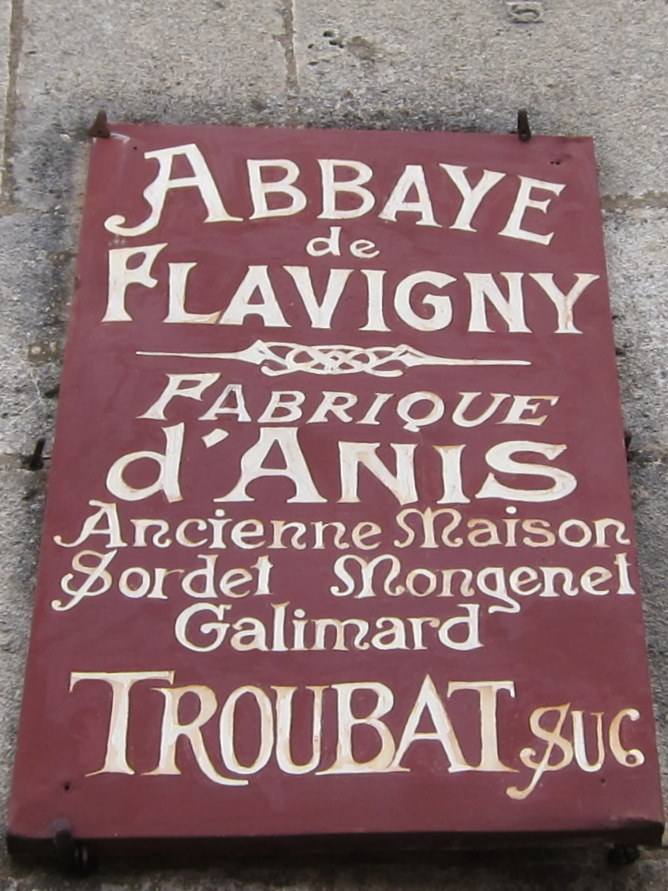 ABBAYE
de
FLAVIGNY
FABRIQUE
d'ANIS
Ancienne Maison
Sordet Mongenet
Galimard
TROUBAT SUC